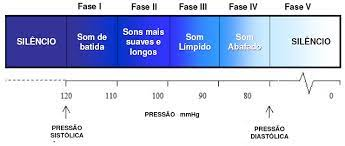 Fase I Fase II Fase III Fase IV Fase V
SILÊNCIO
Som de
batida
Sons mais
suaves e
longos
Som
Límpido
Som
Abafado
SILÊNCIO
120 110 100 90 80 0
PRESSÃO
SISTÓLICA
PRESSÃO mmHg
PRESSÃO
DIASTÓLICA